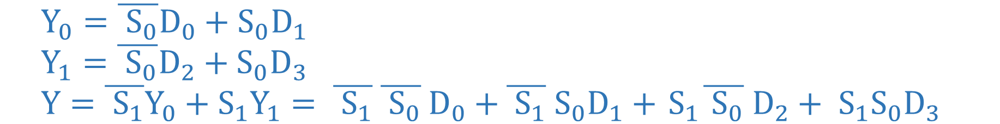 Y₀ = S̅₀D₀ + S₀D₁
Y₁ = S̅₀D₂ + S₀D₃
Y = S̅₁Y₀ + S₁Y₁ = S̅₁ S̅₀ D₀ + S̅₁ S₀D₁ + S₁ S̅₀ D₂ + S₁S₀D₃